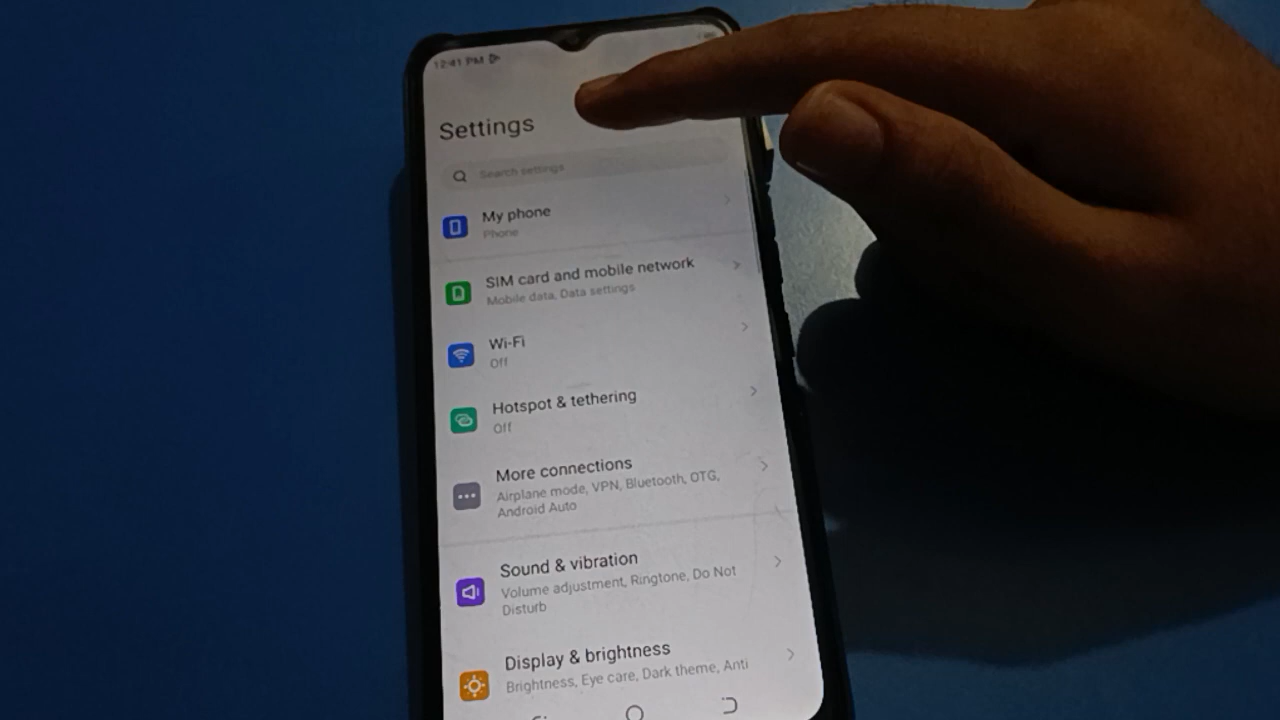 12:41 PM
Settings
Search settings
My phone
Phone
SIM card and mobile network
Mobile data, Data settings
Wi-Fi
Off
Hotspot & tethering
Off
More connections
Airplane mode, VPN, Bluetooth, OTG,
Android Auto
Sound & vibration
Volume adjustment, Ringtone, Do Not
Disturb
Display & brightness
Brightness, Eye care, Dark theme, Anti